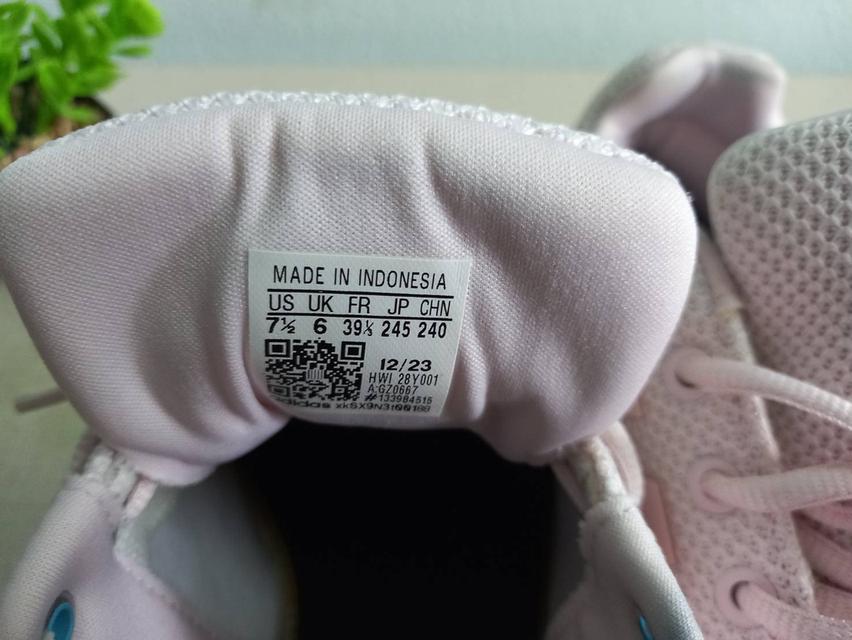 MADE IN INDONESIA
US UK FR JP CHN
7½ 6 39⅓ 245 240
12/23
HWI 28Y001
A:GZ0667
#133984515
adidas xkSX9N3100188